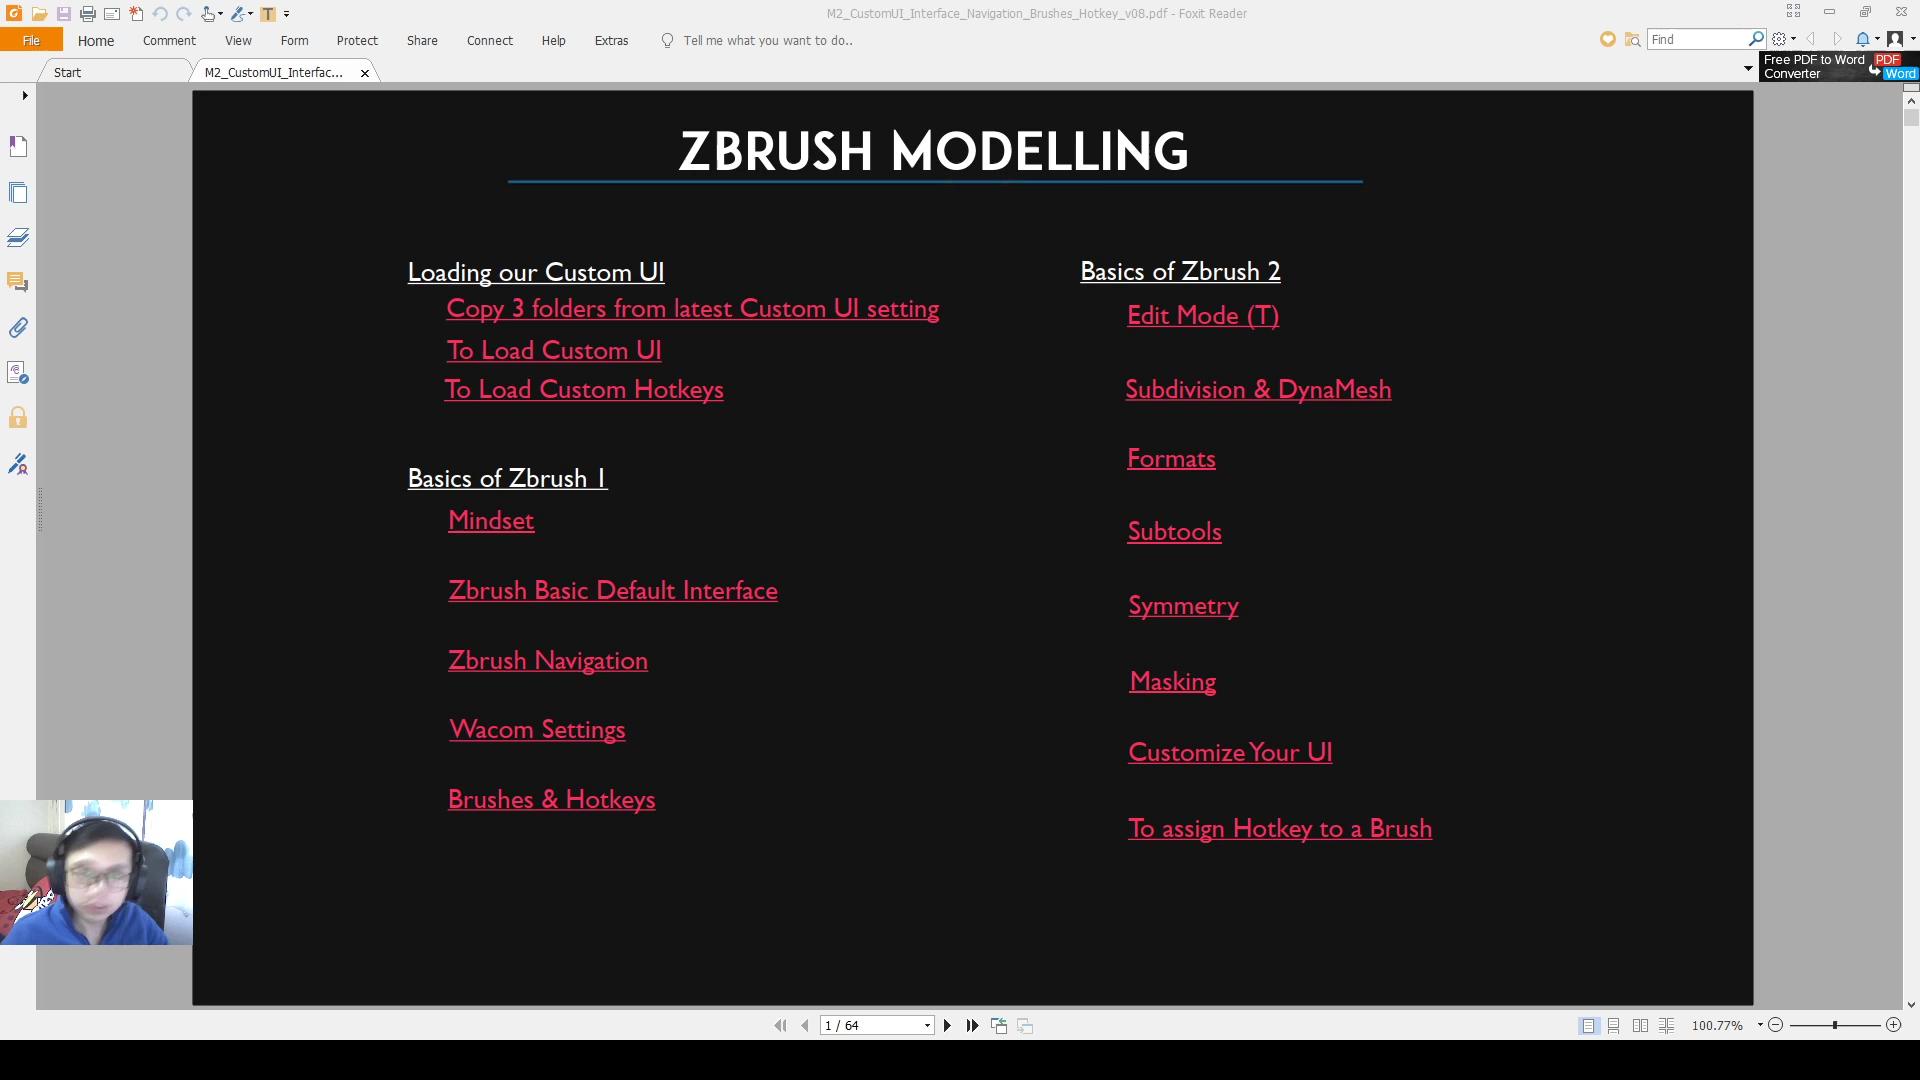 M2_CustomUI_Interface_Navigation_Brushes_Hotkey_v08.pdf - Foxit Reader
File Home Comment View Form Protect Share Connect Help Extras Tell me what you want to do.. Find
Start M2_CustomUI_Interfac...
Free PDF to Word Converter PDF Word
ZBRUSH MODELLING
Loading our Custom UI
Copy 3 folders from latest Custom UI setting
To Load Custom UI
To Load Custom Hotkeys
Basics of Zbrush 1
Mindset
Zbrush Basic Default Interface
Zbrush Navigation
Wacom Settings
Brushes & Hotkeys
Basics of Zbrush 2
Edit Mode (T)
Subdivision & DynaMesh
Formats
Subtools
Symmetry
Masking
Customize Your UI
To assign Hotkey to a Brush
1 / 64
100.77%